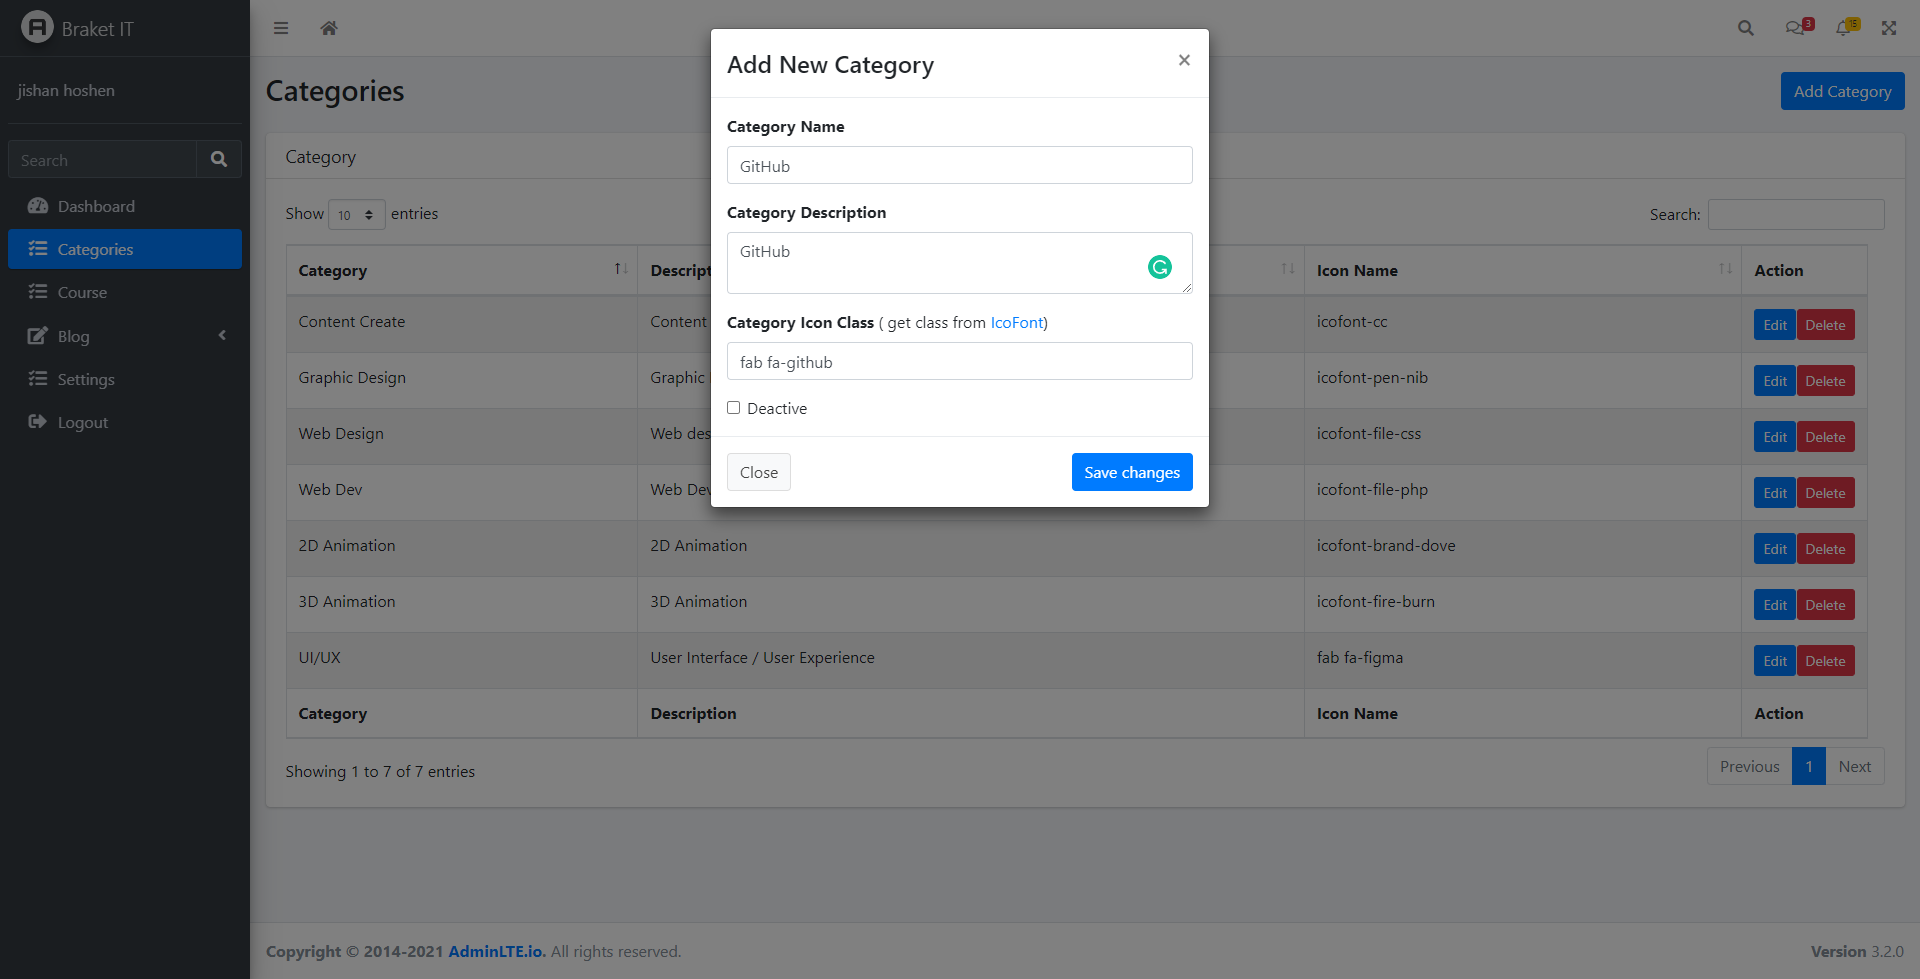 Braket IT
jishan hoshen
Search
Dashboard
Categories
Course
Blog
Settings
Logout
3
15
Categories
Add Category
Category
Show 10 entries
Search:
Category Descript Icon Name Action
Content Create Content icofont-cc Edit Delete
Graphic Design Graphic icofont-pen-nib Edit Delete
Web Design Web des icofont-file-css Edit Delete
Web Dev Web Dev icofont-file-php Edit Delete
2D Animation 2D Animation icofont-brand-dove Edit Delete
3D Animation 3D Animation icofont-fire-burn Edit Delete
UI/UX User Interface / User Experience fab fa-figma Edit Delete
Category Description Icon Name Action
Showing 1 to 7 of 7 entries
Previous 1 Next
Add New Category ×
Category Name
GitHub
Category Description
GitHub
Category Icon Class ( get class from IcoFont)
fab fa-github
Deactive
Close Save changes
Copyright © 2014-2021 AdminLTE.io. All rights reserved.
Version 3.2.0